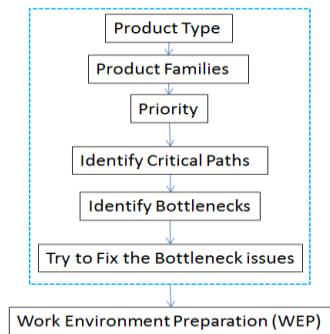 Product Type
Product Families
Priority
Identify Critical Paths
Identify Bottlenecks
Try to Fix the Bottleneck issues
Work Environment Preparation (WEP)